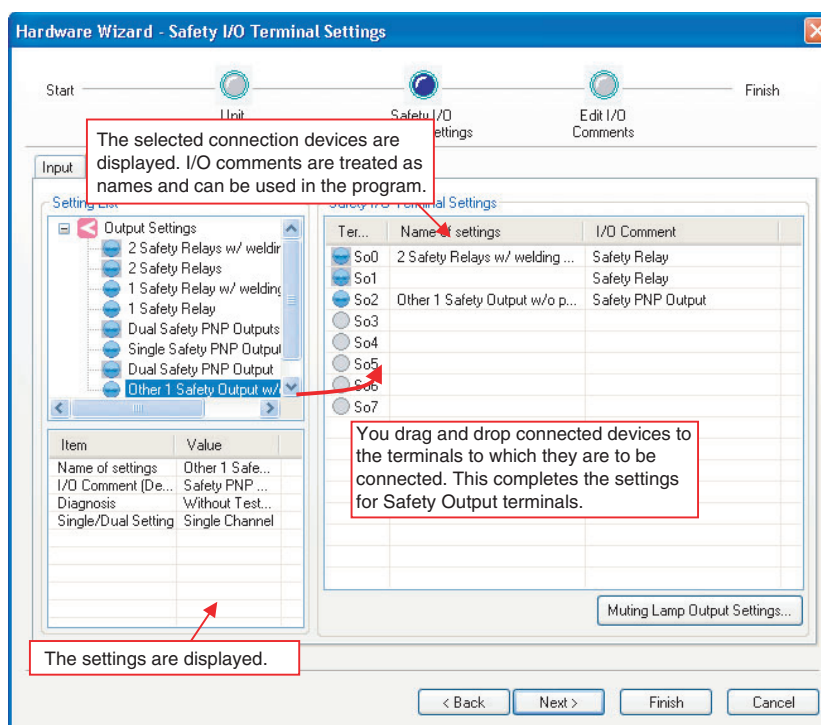 Hardware Wizard - Safety I/O Terminal Settings
Start
Finish
Unit
Safety I/O
ettings
Edit I/O
Comments
The selected connection devices are
displayed. I/O comments are treated as
names and can be used in the program.
Input
Setting List
Output Settings
2 Safety Relays w/ weldir
2 Safety Relays
1 Safety Relay w/ welding
1 Safety Relay
Dual Safety PNP Outputs
Single Safety PNP Output
Dual Safety PNP Output
Other 1 Safety Output w/
Item Value
Name of settings Other 1 Safe...
I/O Comment (De... Safety PNP ...
Diagnosis Without Test...
Single/Dual Setting Single Channel
The settings are displayed.
Safety I/O Terminal Settings
Ter... Name of settings I/O Comment
So0 2 Safety Relays w/ welding ... Safety Relay
So1 Safety Relay
So2 Other 1 Safety Output w/o p... Safety PNP Output
So3
So4
So5
So6
So7
You drag and drop connected devices to
the terminals to which they are to be
connected. This completes the settings
for Safety Output terminals.
Muting Lamp Output Settings...
< Back Next > Finish Cancel